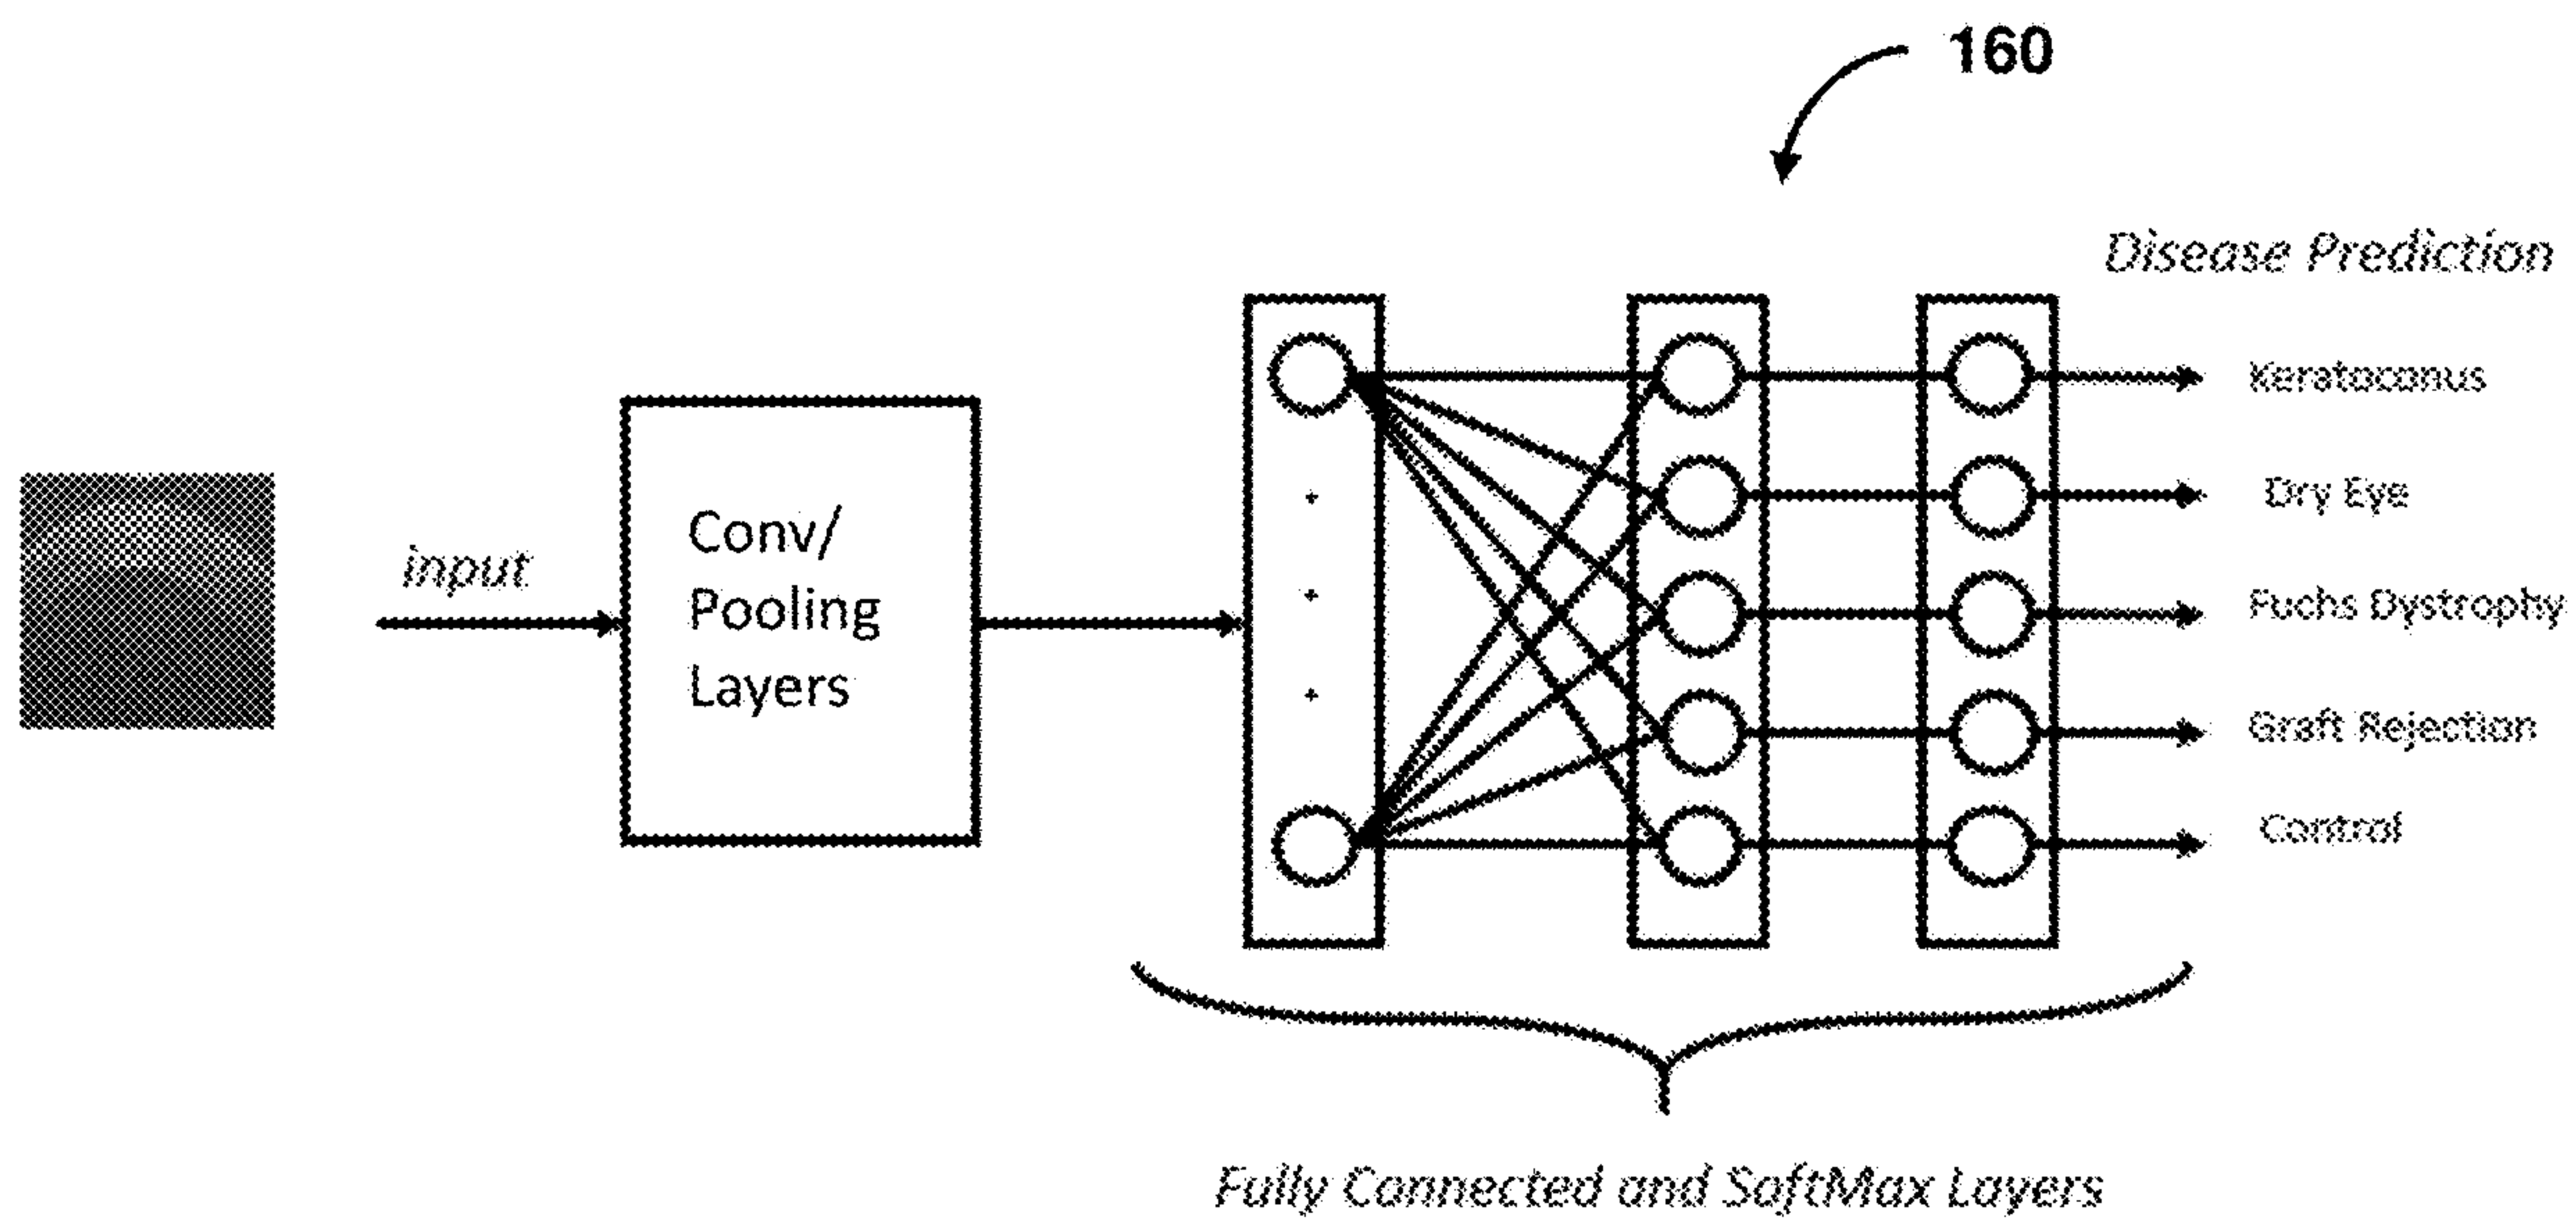 160
Disease Prediction
Keratoconus
Dry Eye
input
Conv/
Pooling
Layers
Fuchs Dystrophy
Graft Rejection
Control
Fully Connected and SoftMax Layers